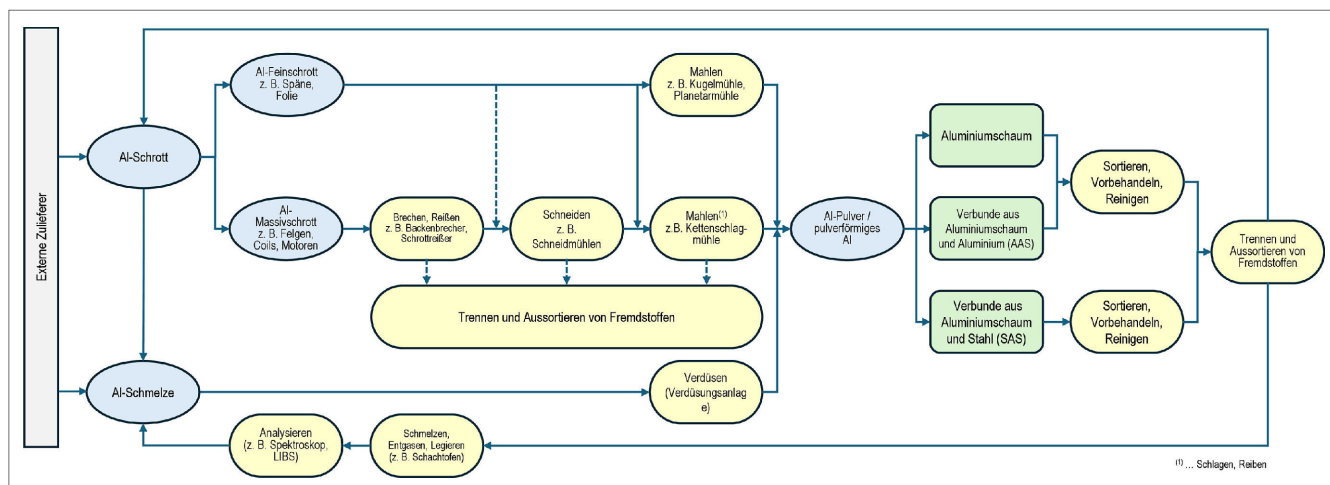 Externe Zulieferer
Al-Schrott
Al-Feinschrott
z. B. Späne,
Folie
Mahlen
z. B. Kugelmühle,
Planetarmühle
Al-
Massivschrott
z. B. Felgen,
Coils, Motoren
Brechen, Reißen
z. B. Backenbrecher,
Schrottreißer
Schneiden
z. B.
Schneidmühlen
Mahlen(1)
z.B. Kettenschlag-
mühle
Al-Pulver /
pulverförmiges
Al
Aluminiumschaum
Verbunde aus
Aluminiumschaum
und Aluminium (AAS)
Verbunde aus
Aluminiumschaum
und Stahl (SAS)
Sortieren,
Vorbehandeln,
Reinigen
Sortieren,
Vorbehandeln,
Reinigen
Trennen und
Aussortieren von
Fremdstoffen
Trennen und Aussortieren von Fremdstoffen
Al-Schmelze
Verdüsen
(Verdüsungsanlag
e)
Analysieren
(z. B. Spektroskop,
LIBS)
Schmelzen,
Entgasen, Legieren
(z. B. Schachtofen)
(1) ... Schlagen, Reiben